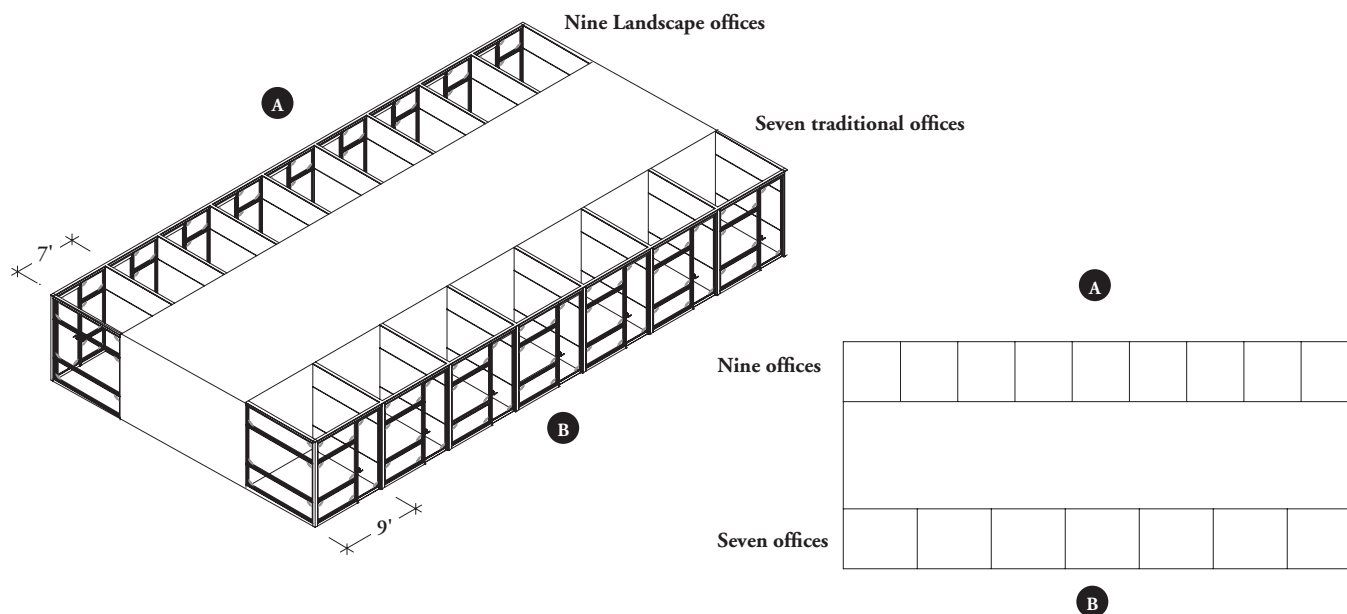 Nine Landscape offices
A
Seven traditional offices
7'
B
9'
A
Nine offices
Seven offices
B